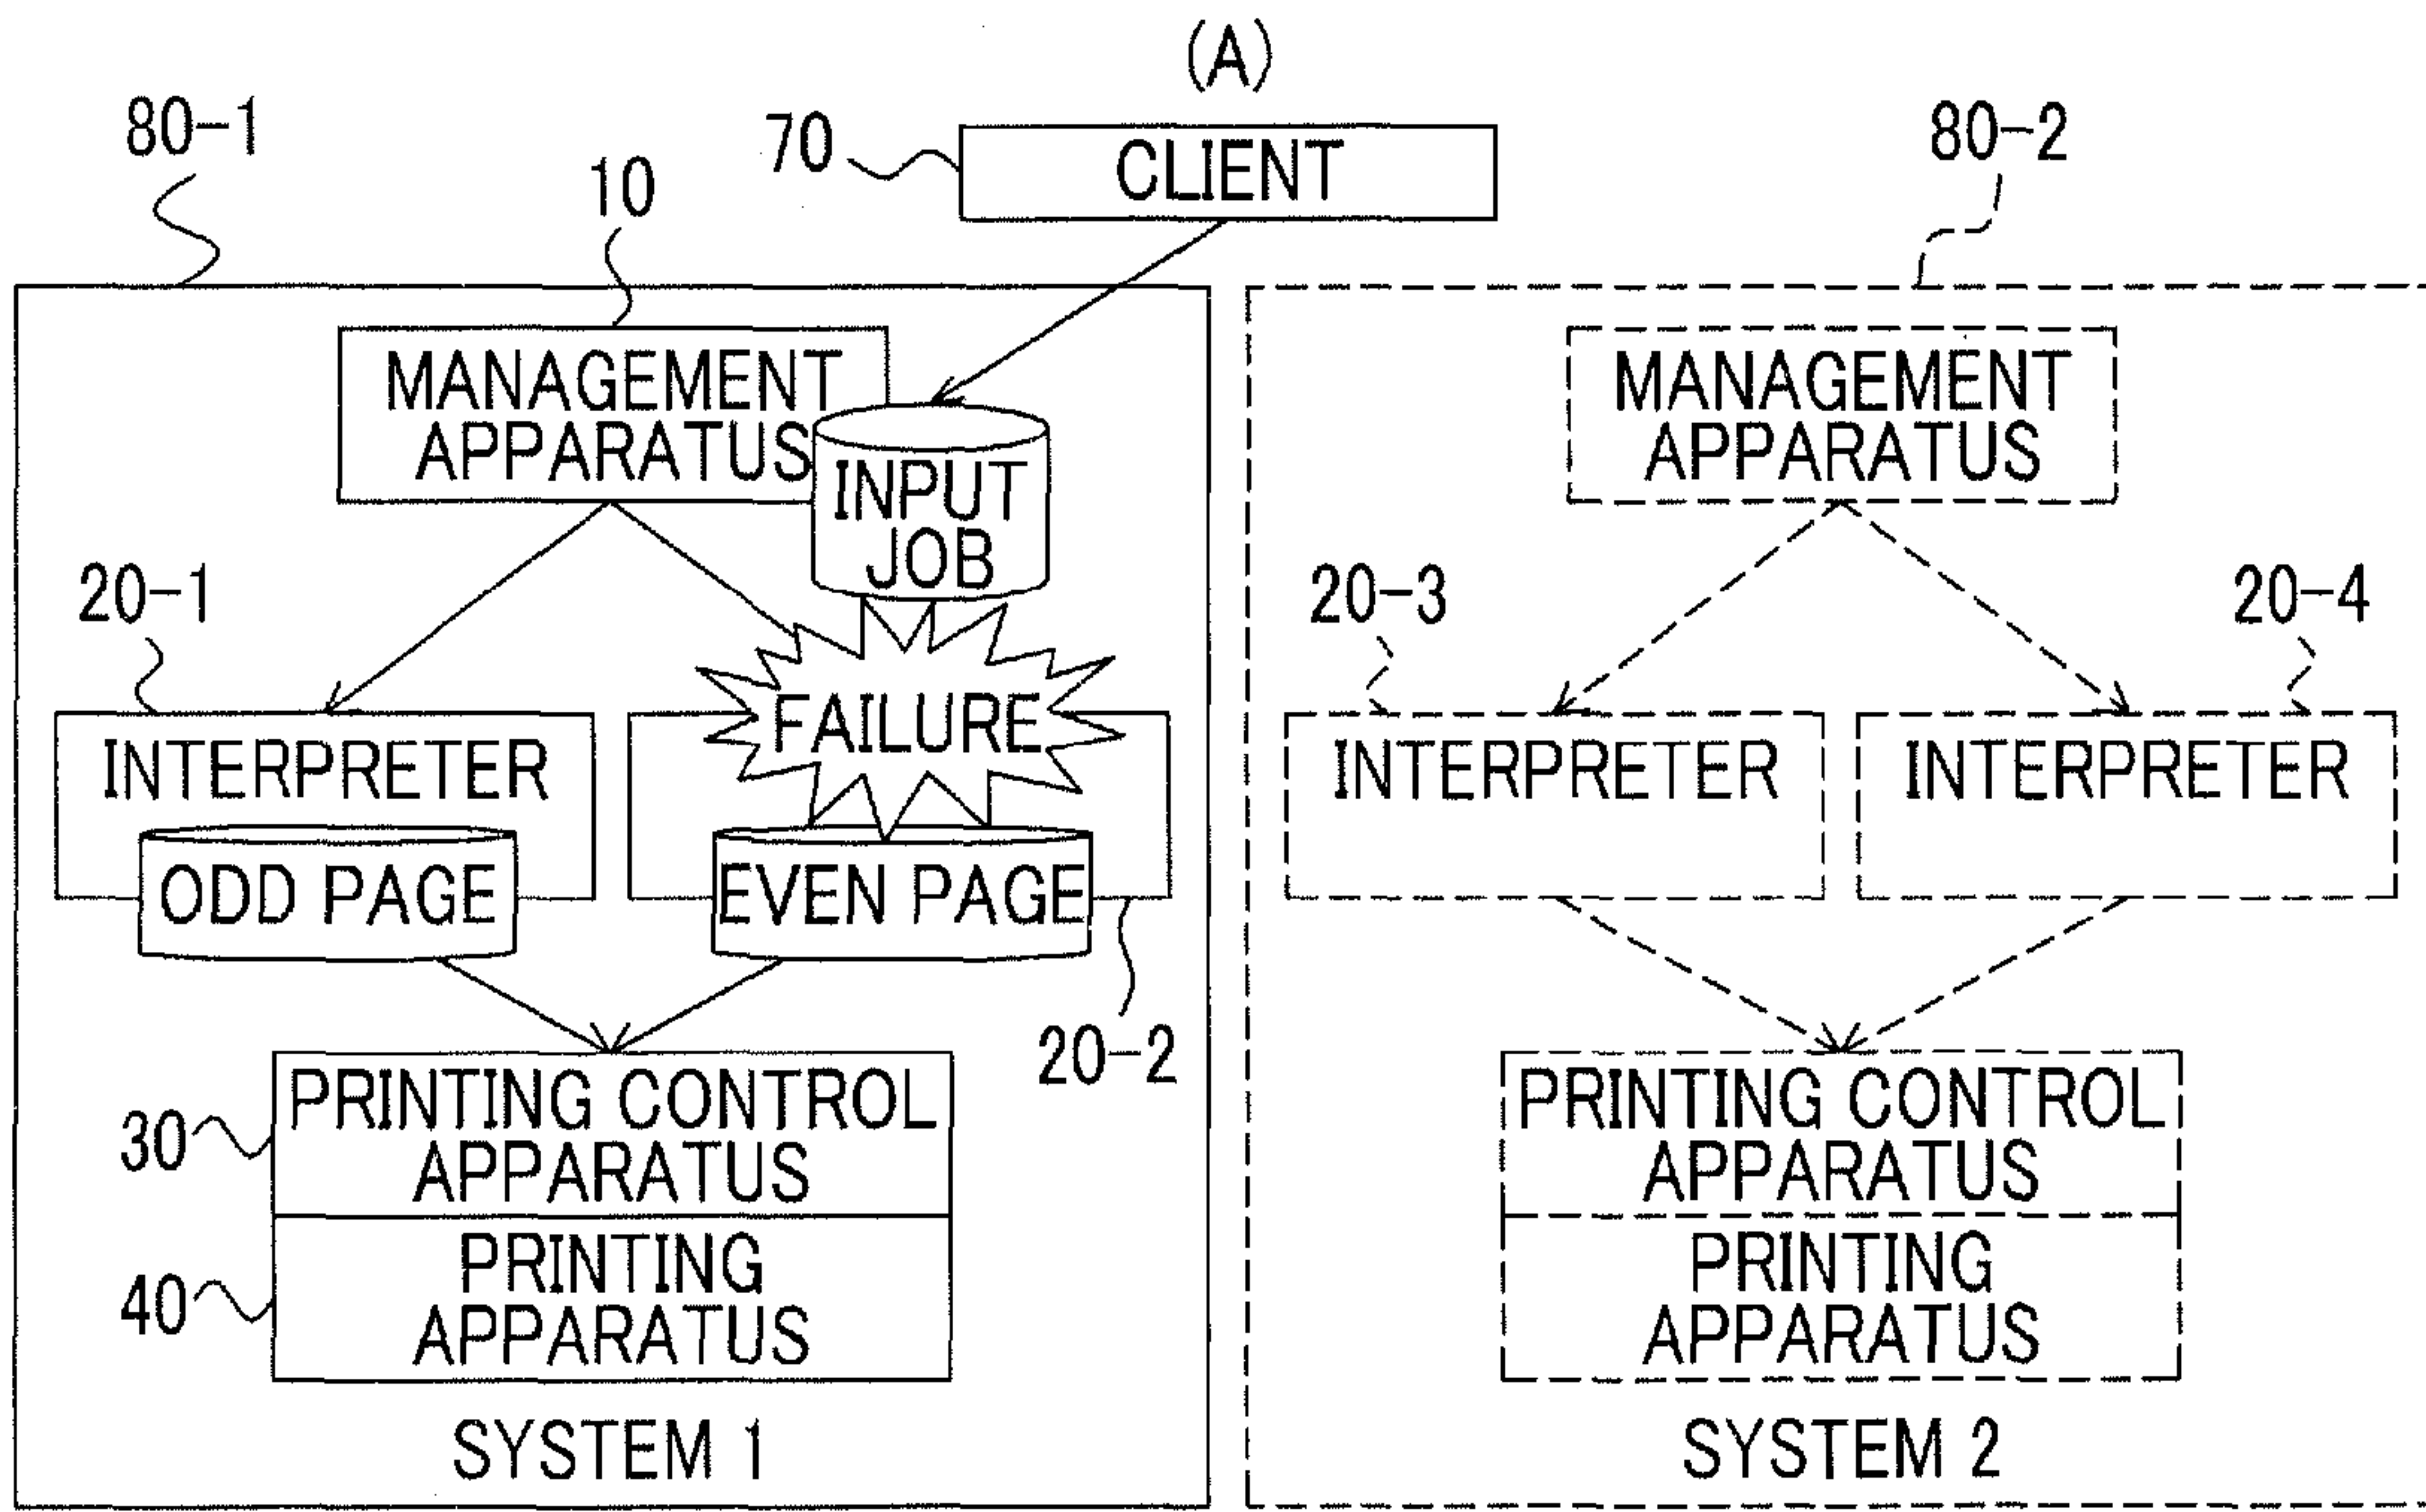 (A)
80-1
10
70
CLIENT
80-2
MANAGEMENT
APPARATUS
INPUT
JOB
MANAGEMENT
APPARATUS
20-1
20-3
20-4
INTERPRETER
FAILURE
INTERPRETER
INTERPRETER
ODD PAGE
EVEN PAGE
20-2
30
PRINTING CONTROL
APPARATUS
40
PRINTING
APPARATUS
PRINTING CONTROL
APPARATUS
PRINTING
APPARATUS
SYSTEM 1
SYSTEM 2